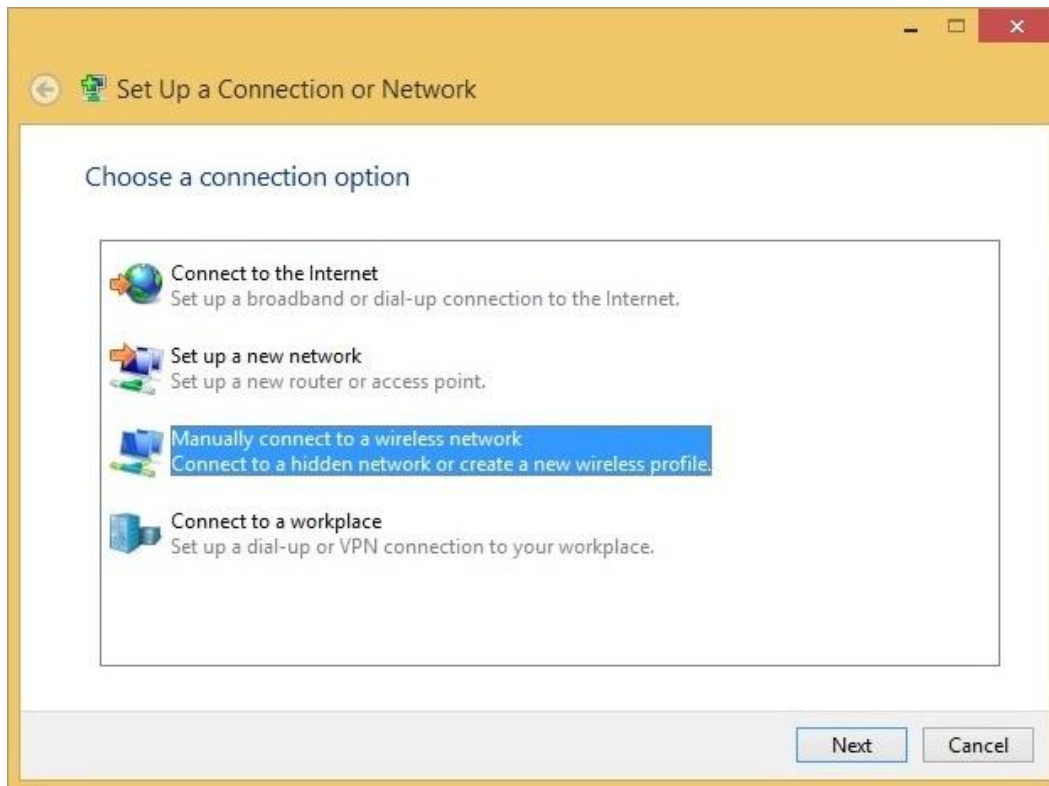 Set Up a Connection or Network
Choose a connection option
Connect to the Internet
Set up a broadband or dial-up connection to the Internet.
Set up a new network
Set up a new router or access point.
Manually connect to a wireless network
Connect to a hidden network or create a new wireless profile.
Connect to a workplace
Set up a dial-up or VPN connection to your workplace.
Next
Cancel